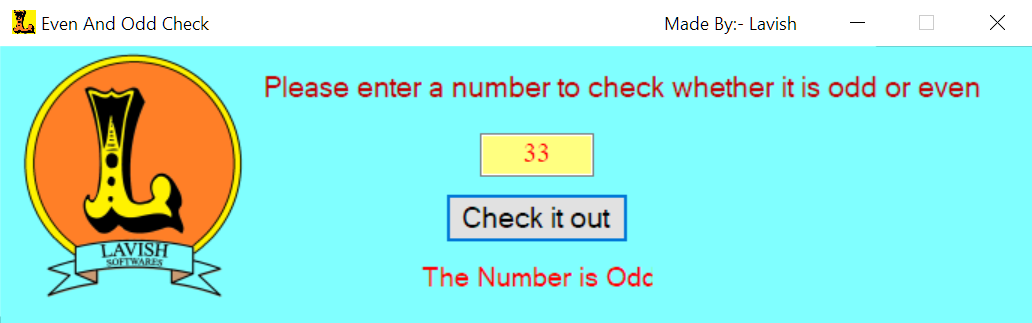 Even And Odd Check
Made By:- Lavish
Please enter a number to check whether it is odd or even
33
Check it out
The Number is Odd
L
LAVISH
SOFTWARES